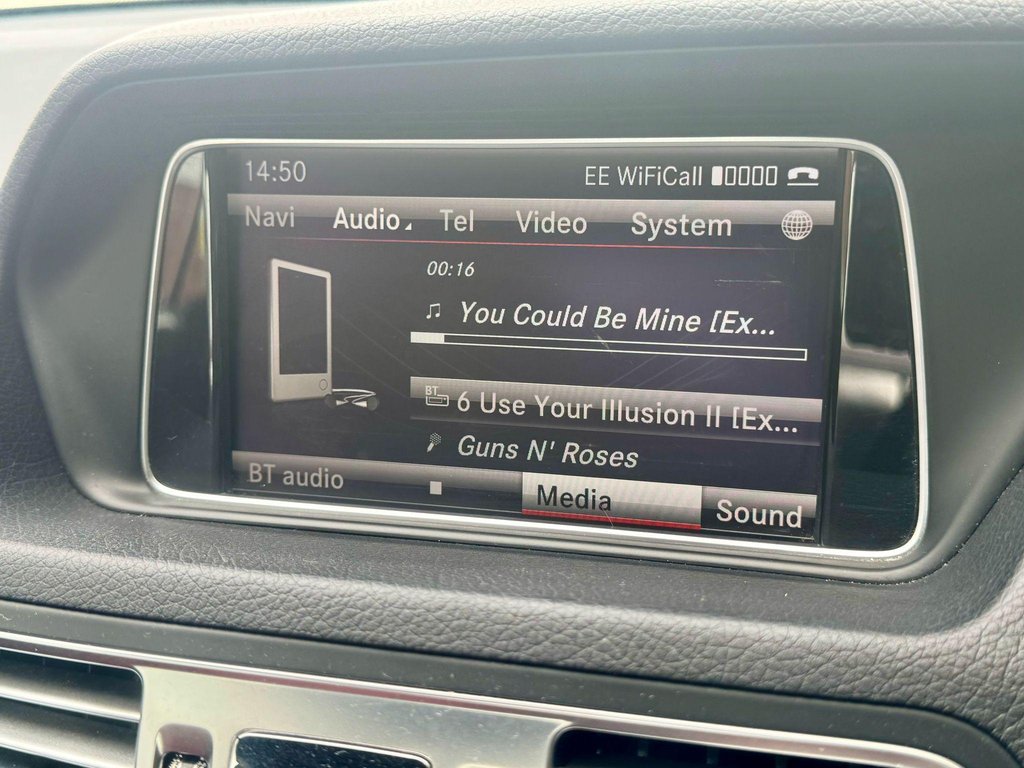 14:50 EE WiFiCall
Navi Audio Tel Video System
00:16
You Could Be Mine [Ex...
BT 6 Use Your Illusion II [Ex...
Guns N' Roses
BT audio Media Sound